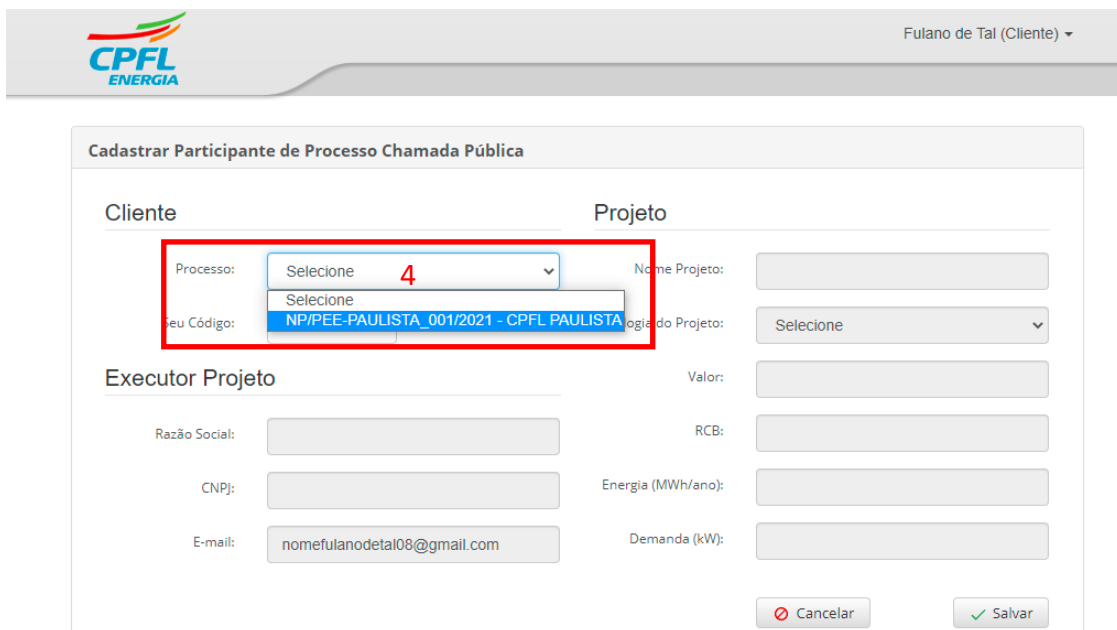 CPFL
ENERGIA
Fulano de Tal (Cliente)
Cadastrar Participante de Processo Chamada Pública
Cliente
Processo:
Selecione
4
Selecione
NP/PEE-PAULISTA_001/2021 - CPFL PAULISTA
Seu Código:
Executor Projeto
Razão Social:
CNPJ:
E-mail:
nomefulanodetal08@gmail.com
Projeto
Nome Projeto:
ogia do Projeto:
Selecione
Valor:
RCB:
Energia (MWh/ano):
Demanda (kW):
Cancelar
Salvar